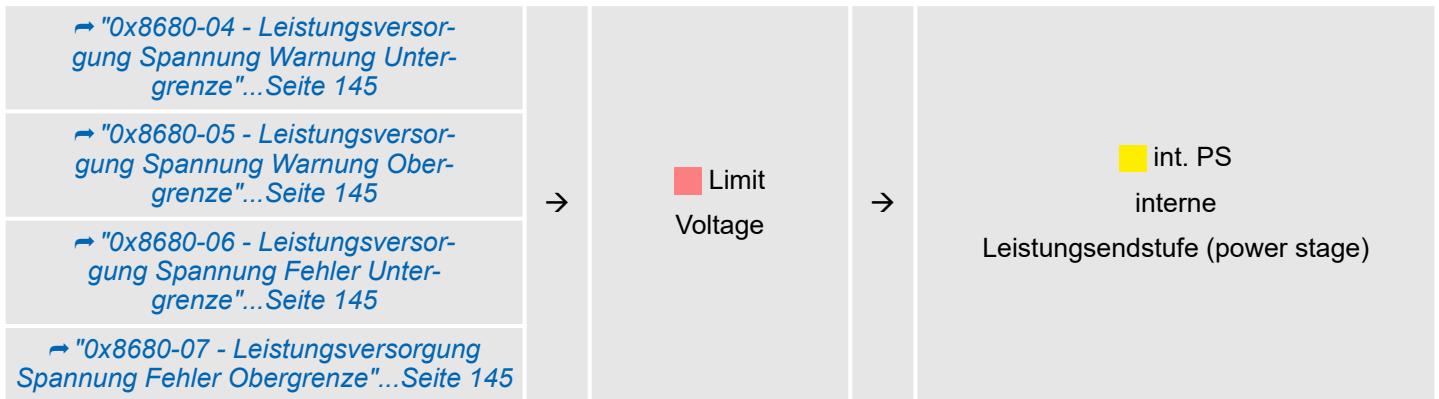 ➦ "0x8680-04 - Leistungsversor-
gung Spannung Warnung Unter-
grenze"...Seite 145
➦ "0x8680-05 - Leistungsversor-
gung Spannung Warnung Ober-
grenze"...Seite 145
➦ "0x8680-06 - Leistungsversor-
gung Spannung Fehler Unter-
grenze"...Seite 145
➦ "0x8680-07 - Leistungsversorgung
Spannung Fehler Obergrenze"...Seite 145
→
Limit
Voltage
→
int. PS
interne
Leistungsendstufe (power stage)